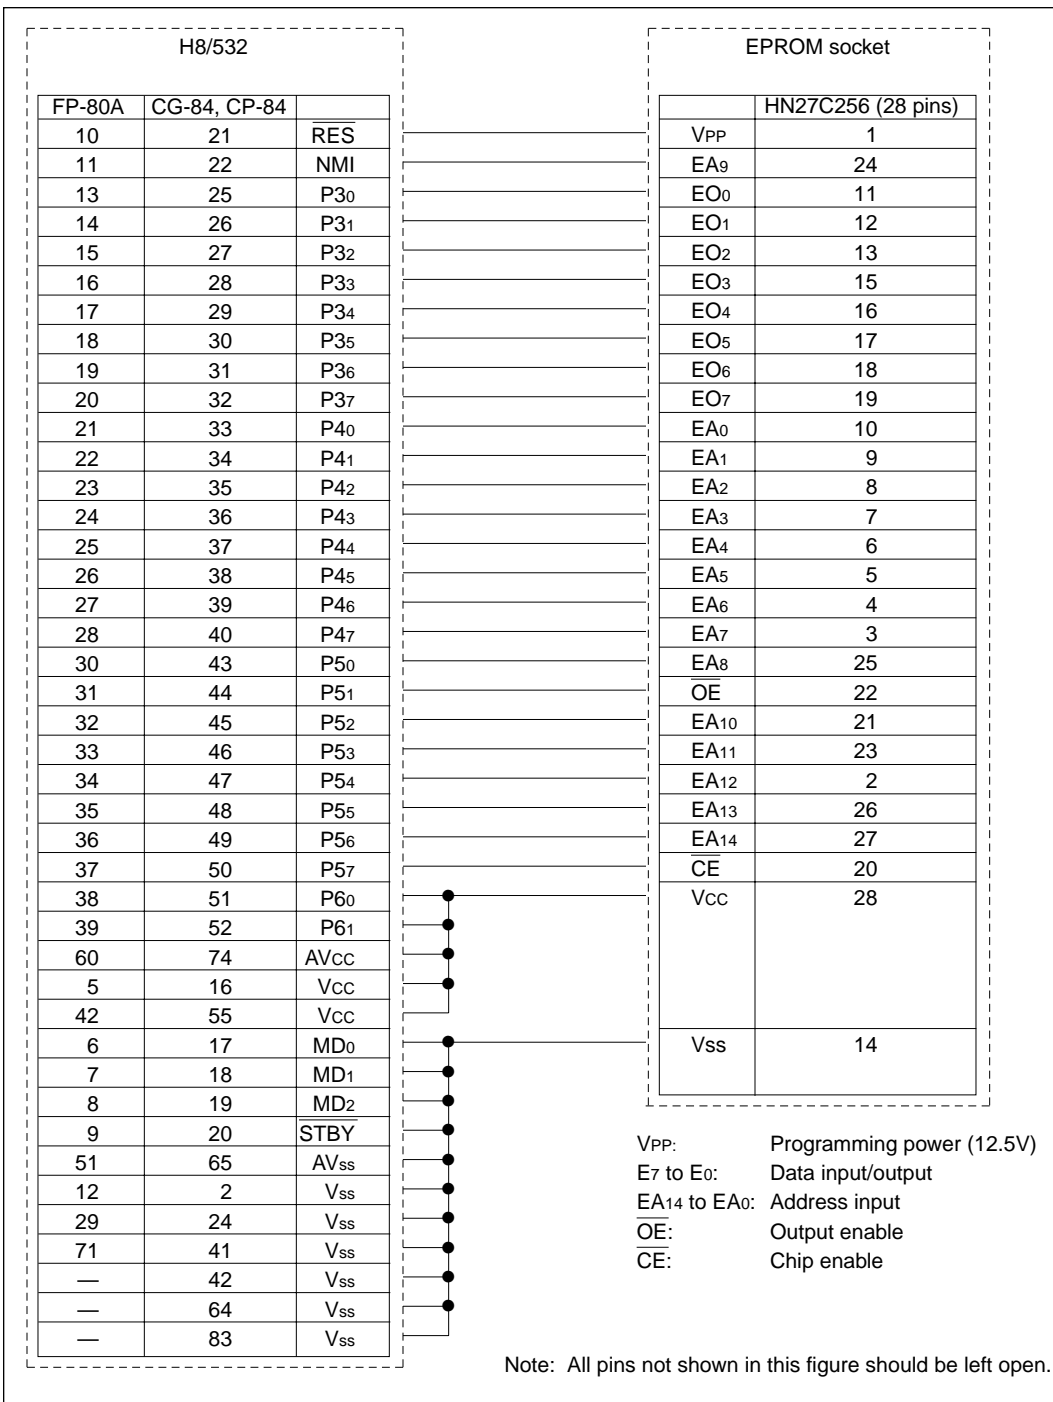 H8/532 EPROM socket
FP-80A CG-84, CP-84 HN27C256 (28 pins)
10 21 RES VPP 1
11 22 NMI EA9 24
13 25 P30 EO0 11
14 26 P31 EO1 12
15 27 P32 EO2 13
16 28 P33 EO3 15
17 29 P34 EO4 16
18 30 P35 EO5 17
19 31 P36 EO6 18
20 32 P37 EO7 19
21 33 P40 EA0 10
22 34 P41 EA1 9
23 35 P42 EA2 8
24 36 P43 EA3 7
25 37 P44 EA4 6
26 38 P45 EA5 5
27 39 P46 EA6 4
28 40 P47 EA7 3
30 43 P50 EA8 25
31 44 P51 OE 22
32 45 P52 EA10 21
33 46 P53 EA11 23
34 47 P54 EA12 2
35 48 P55 EA13 26
36 49 P56 EA14 27
37 50 P57 CE 20
38 51 P60 VCC 28
39 52 P61
60 74 AVCC
5 16 VCC
42 55 VCC
6 17 MD0 Vss 14
7 18 MD1
8 19 MD2
9 20 STBY
51 65 AVss
12 2 Vss
29 24 Vss
71 41 Vss
— 42 Vss
— 64 Vss
— 83 Vss
VPP: Programming power (12.5V)
E7 to E0: Data input/output
EA14 to EA0: Address input
OE: Output enable
CE: Chip enable
Note: All pins not shown in this figure should be left open.